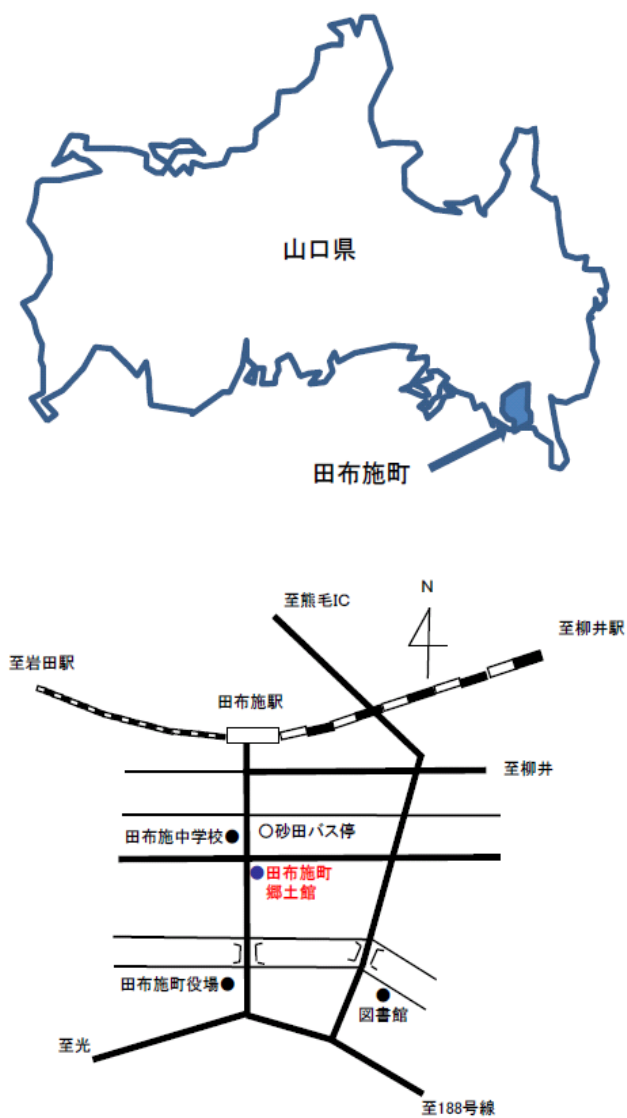 山口県
田布施町
至熊毛IC
N
至柳井駅
至岩田駅
田布施駅
至柳井
田布施中学校
砂田バス停
田布施町
郷土館
田布施町役場
図書館
至光
至188号線